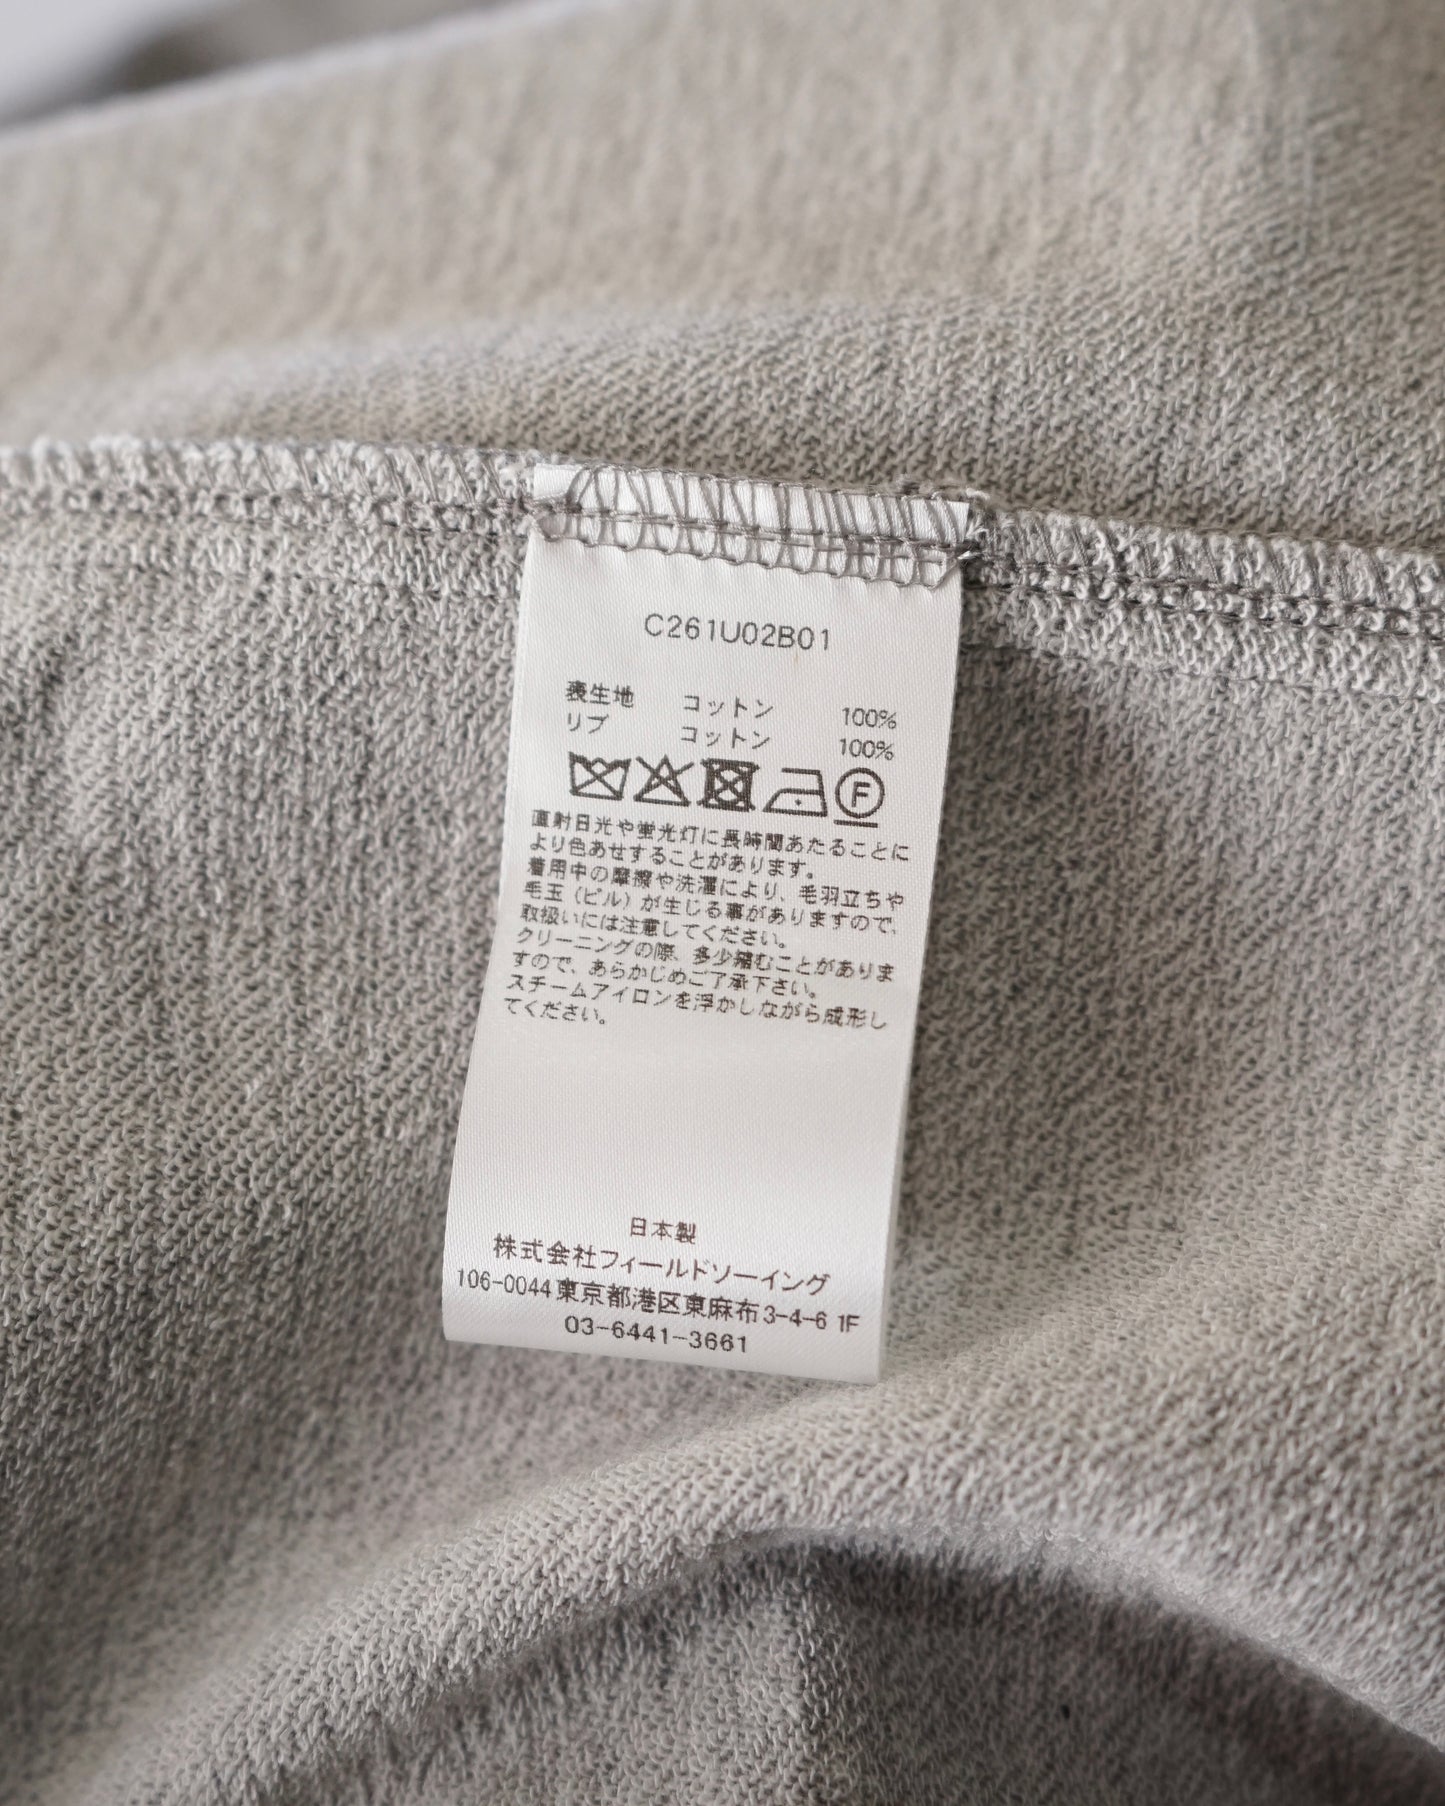 C261U02B01
表生地 コットン 100%
リブ コットン 100%
F
直射日光や蛍光灯に長時間あたることに
より色あせすることがあります。
着用中の摩擦や洗濯により、毛羽立ちや
毛玉（ピル）が生じる事がありますので、
取扱いには注意してください。
クリーニングの際、多少縮むことがありま
すので、あらかじめご了承下さい。
スチームアイロンを浮かしながら成形し
てください。
日本製
株式会社フィールドソーイング
106-0044東京都港区東麻布3-4-6 1F
03-6441-3661